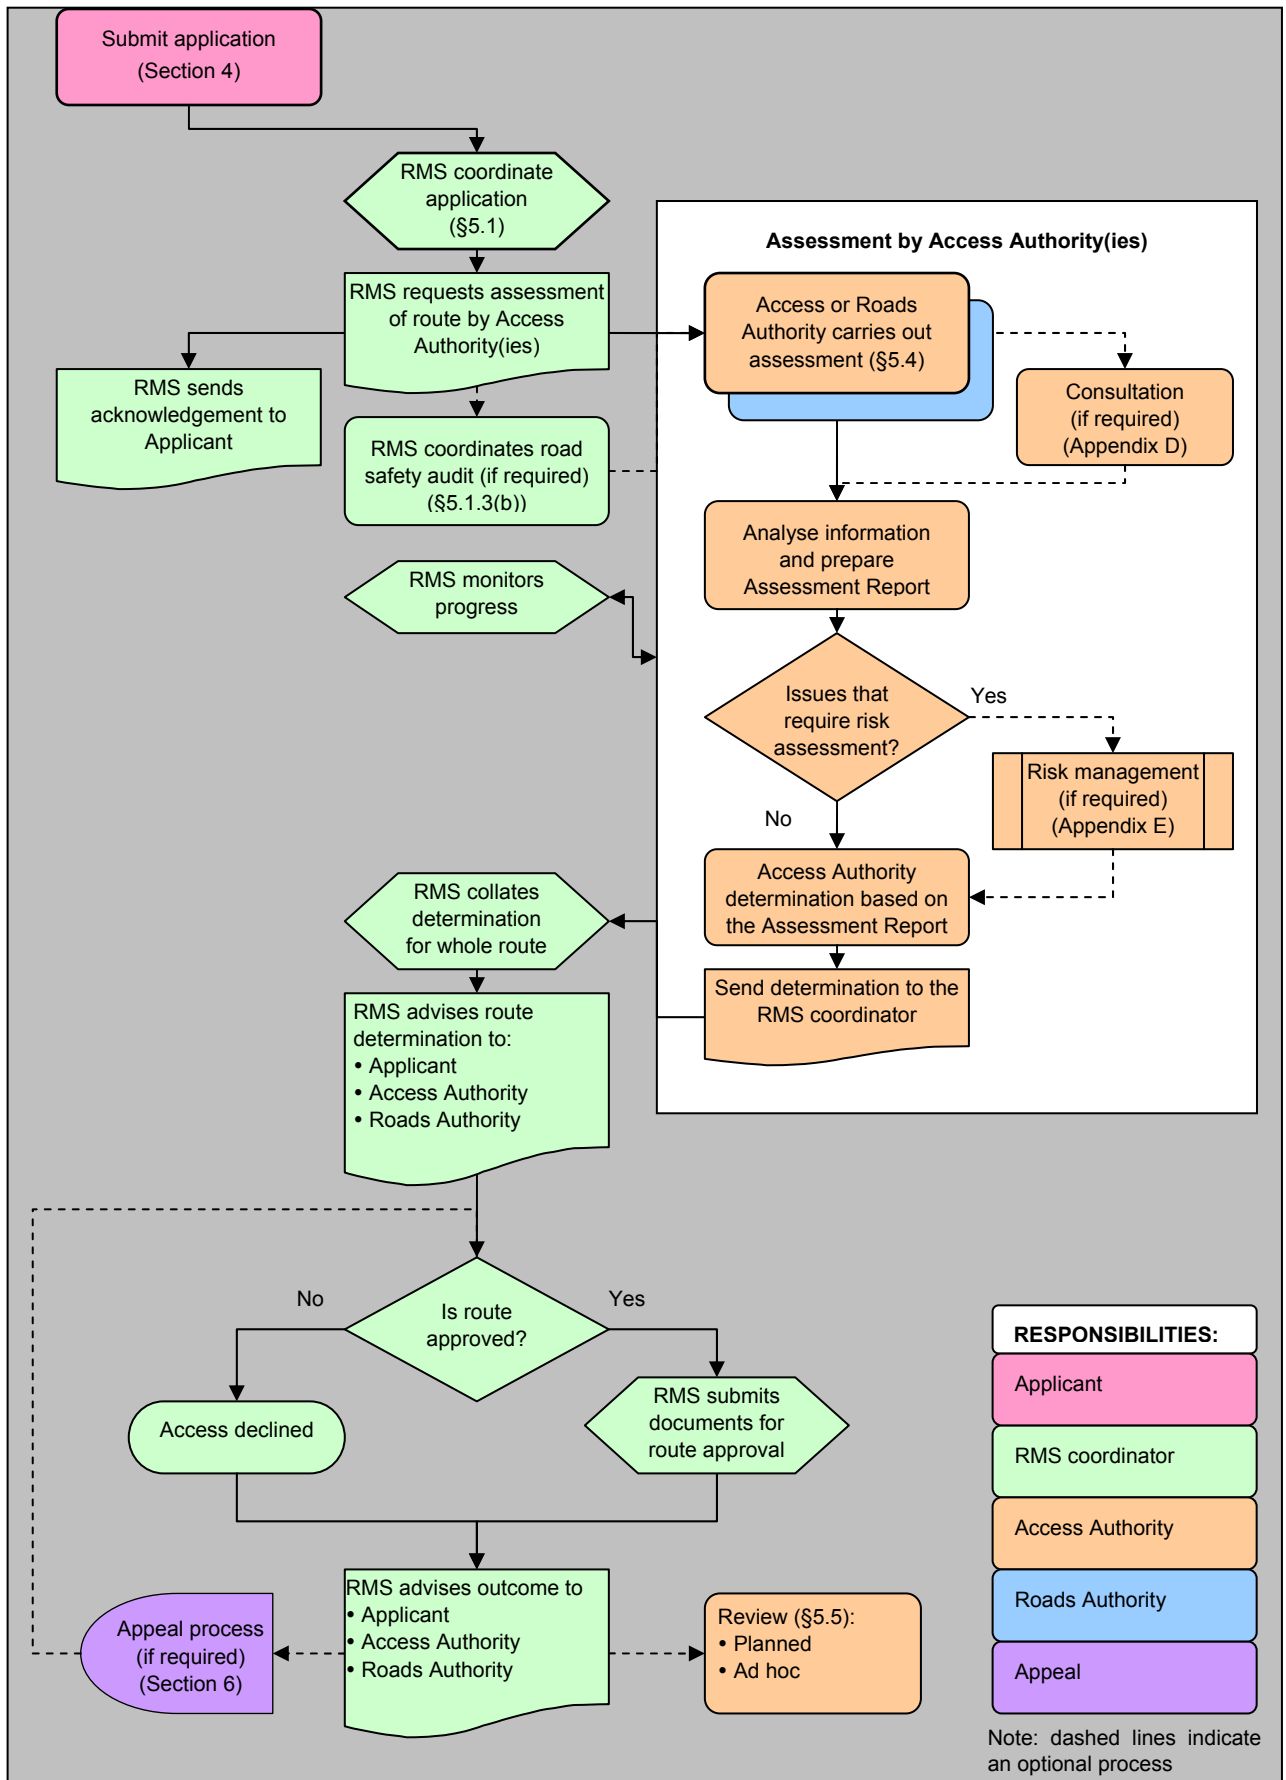 Submit application
(Section 4)
RMS coordinate
application
(§5.1)
RMS requests assessment
of route by Access
Authority(ies)
RMS sends
acknowledgement to
Applicant
RMS coordinates road
safety audit (if required)
(§5.1.3(b))
RMS monitors
progress
Assessment by Access Authority(ies)
Access or Roads
Authority carries out
assessment (§5.4)
Consultation
(if required)
(Appendix D)
Analyse information
and prepare
Assessment Report
Issues that
require risk
assessment?
Yes
No
Risk management
(if required)
(Appendix E)
Access Authority
determination based on
the Assessment Report
Send determination to the
RMS coordinator
RMS collates
determination
for whole route
RMS advises route
determination to:
• Applicant
• Access Authority
• Roads Authority
Is route
approved?
No
Yes
Access declined
RMS submits
documents for
route approval
RMS advises outcome to
• Applicant
• Access Authority
• Roads Authority
Appeal process
(if required)
(Section 6)
Review (§5.5):
• Planned
• Ad hoc
RESPONSIBILITIES:
Applicant
RMS coordinator
Access Authority
Roads Authority
Appeal
Note: dashed lines indicate
an optional process